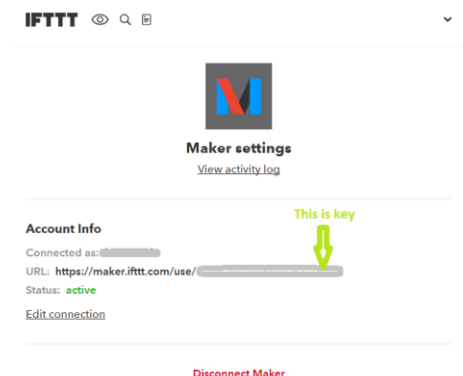 IFTTT
Maker settings
View activity log
This is key
Account Info
Connected as:
URL: https://maker.ifttt.com/use/
Status: active
Edit connection
Disconnect Maker